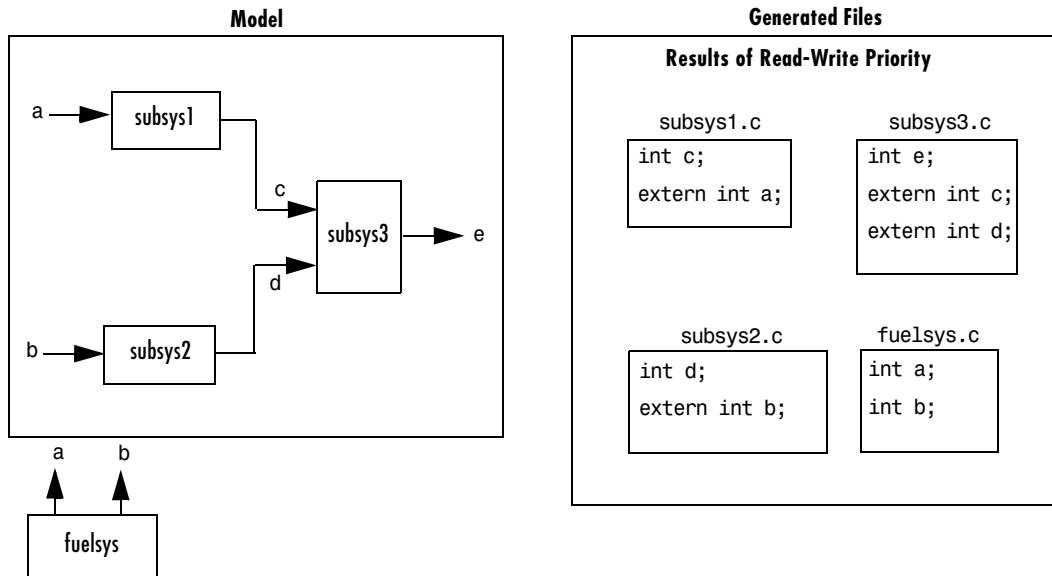 Model
a
subsys1
c
subsys3
e
d
b
subsys2
a
b
fuelsys
Generated Files
Results of Read-Write Priority
subsys1.c
int c;
extern int a;
subsys3.c
int e;
extern int c;
extern int d;
subsys2.c
int d;
extern int b;
fuelsys.c
int a;
int b;